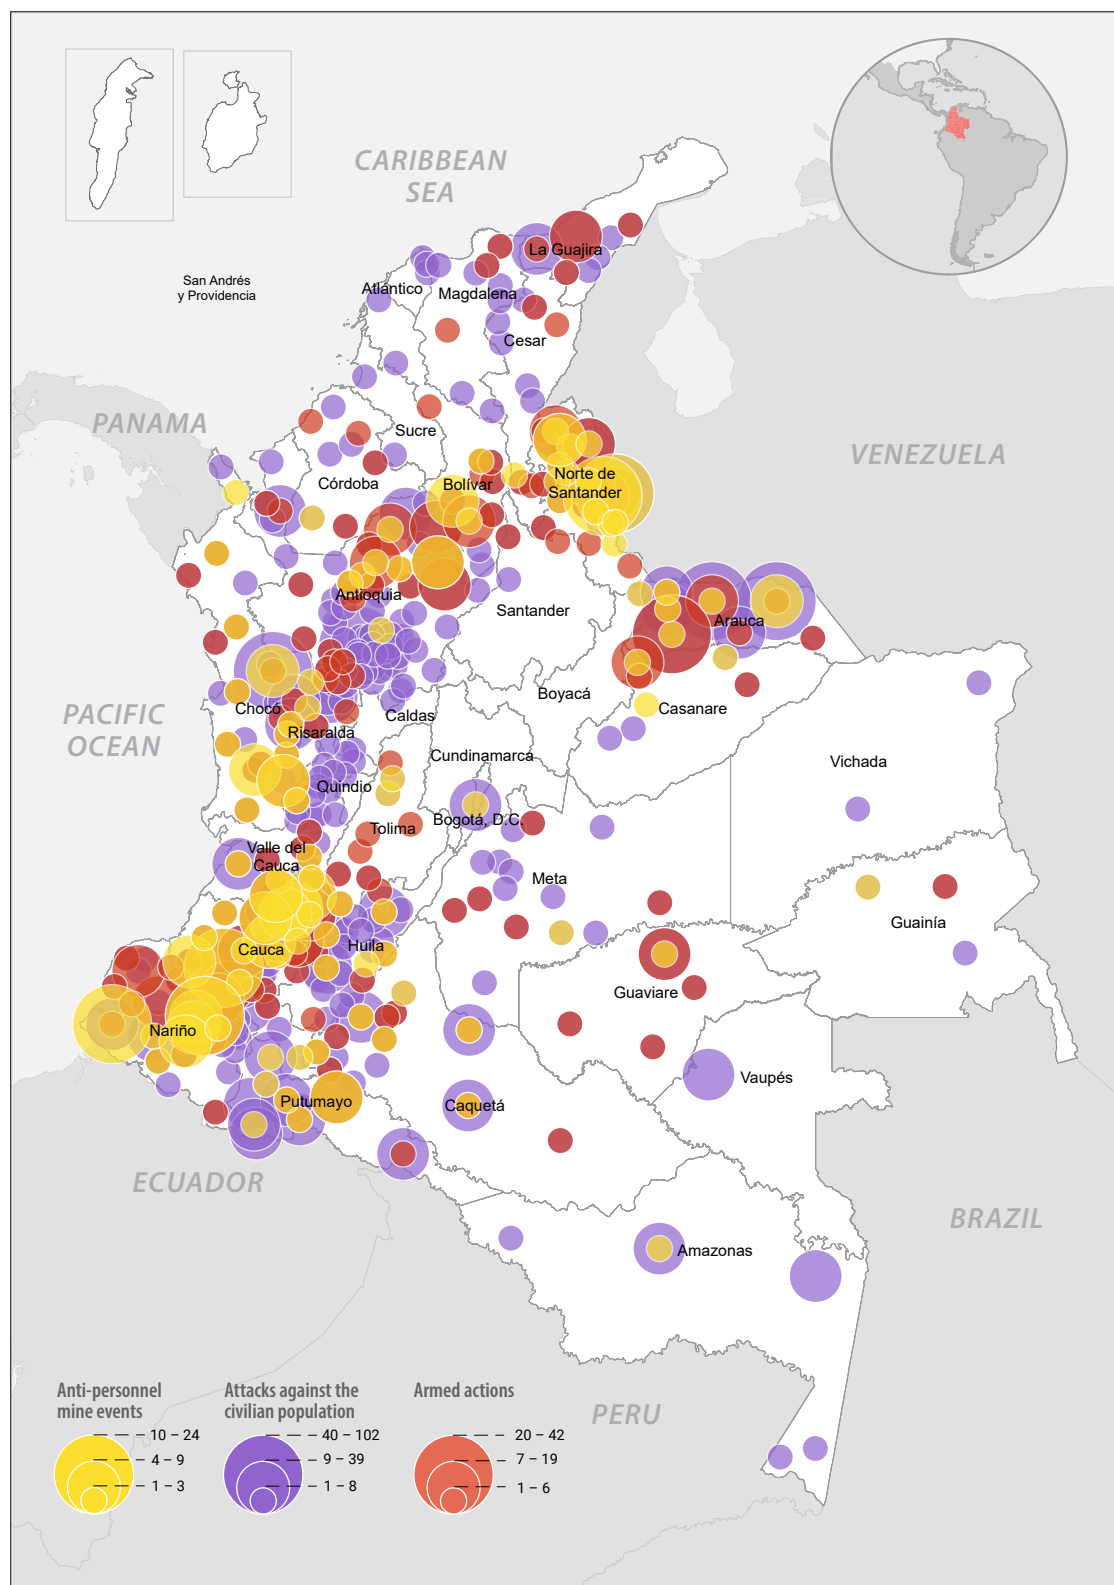 CARIBBEAN
SEA
San Andrés
y Providencia
La Guajira
Atlántico
Magdalena
Cesar
PANAMA
Sucre
VENEZUELA
Córdoba
Bolívar
Norte de
Santander
Antioquia
Santander
Arauca
Boyacá
Chocó
Caldas
Casanare
PACIFIC
OCEAN
Risaralda
Cundinamarca
Vichada
Quindio
Bogotá, D.C.
Tolima
Valle del
Cauca
Meta
Guainía
Cauca
Huila
Guaviare
Nariño
Vaupés
Putumayo
Caquetá
ECUADOR
BRAZIL
Amazonas
PERU
Anti-personnel
mine events
10 – 24
4 – 9
1 – 3
Attacks against the
civilian population
40 – 102
9 – 39
1 – 8
Armed actions
20 – 42
7 – 19
1 – 6